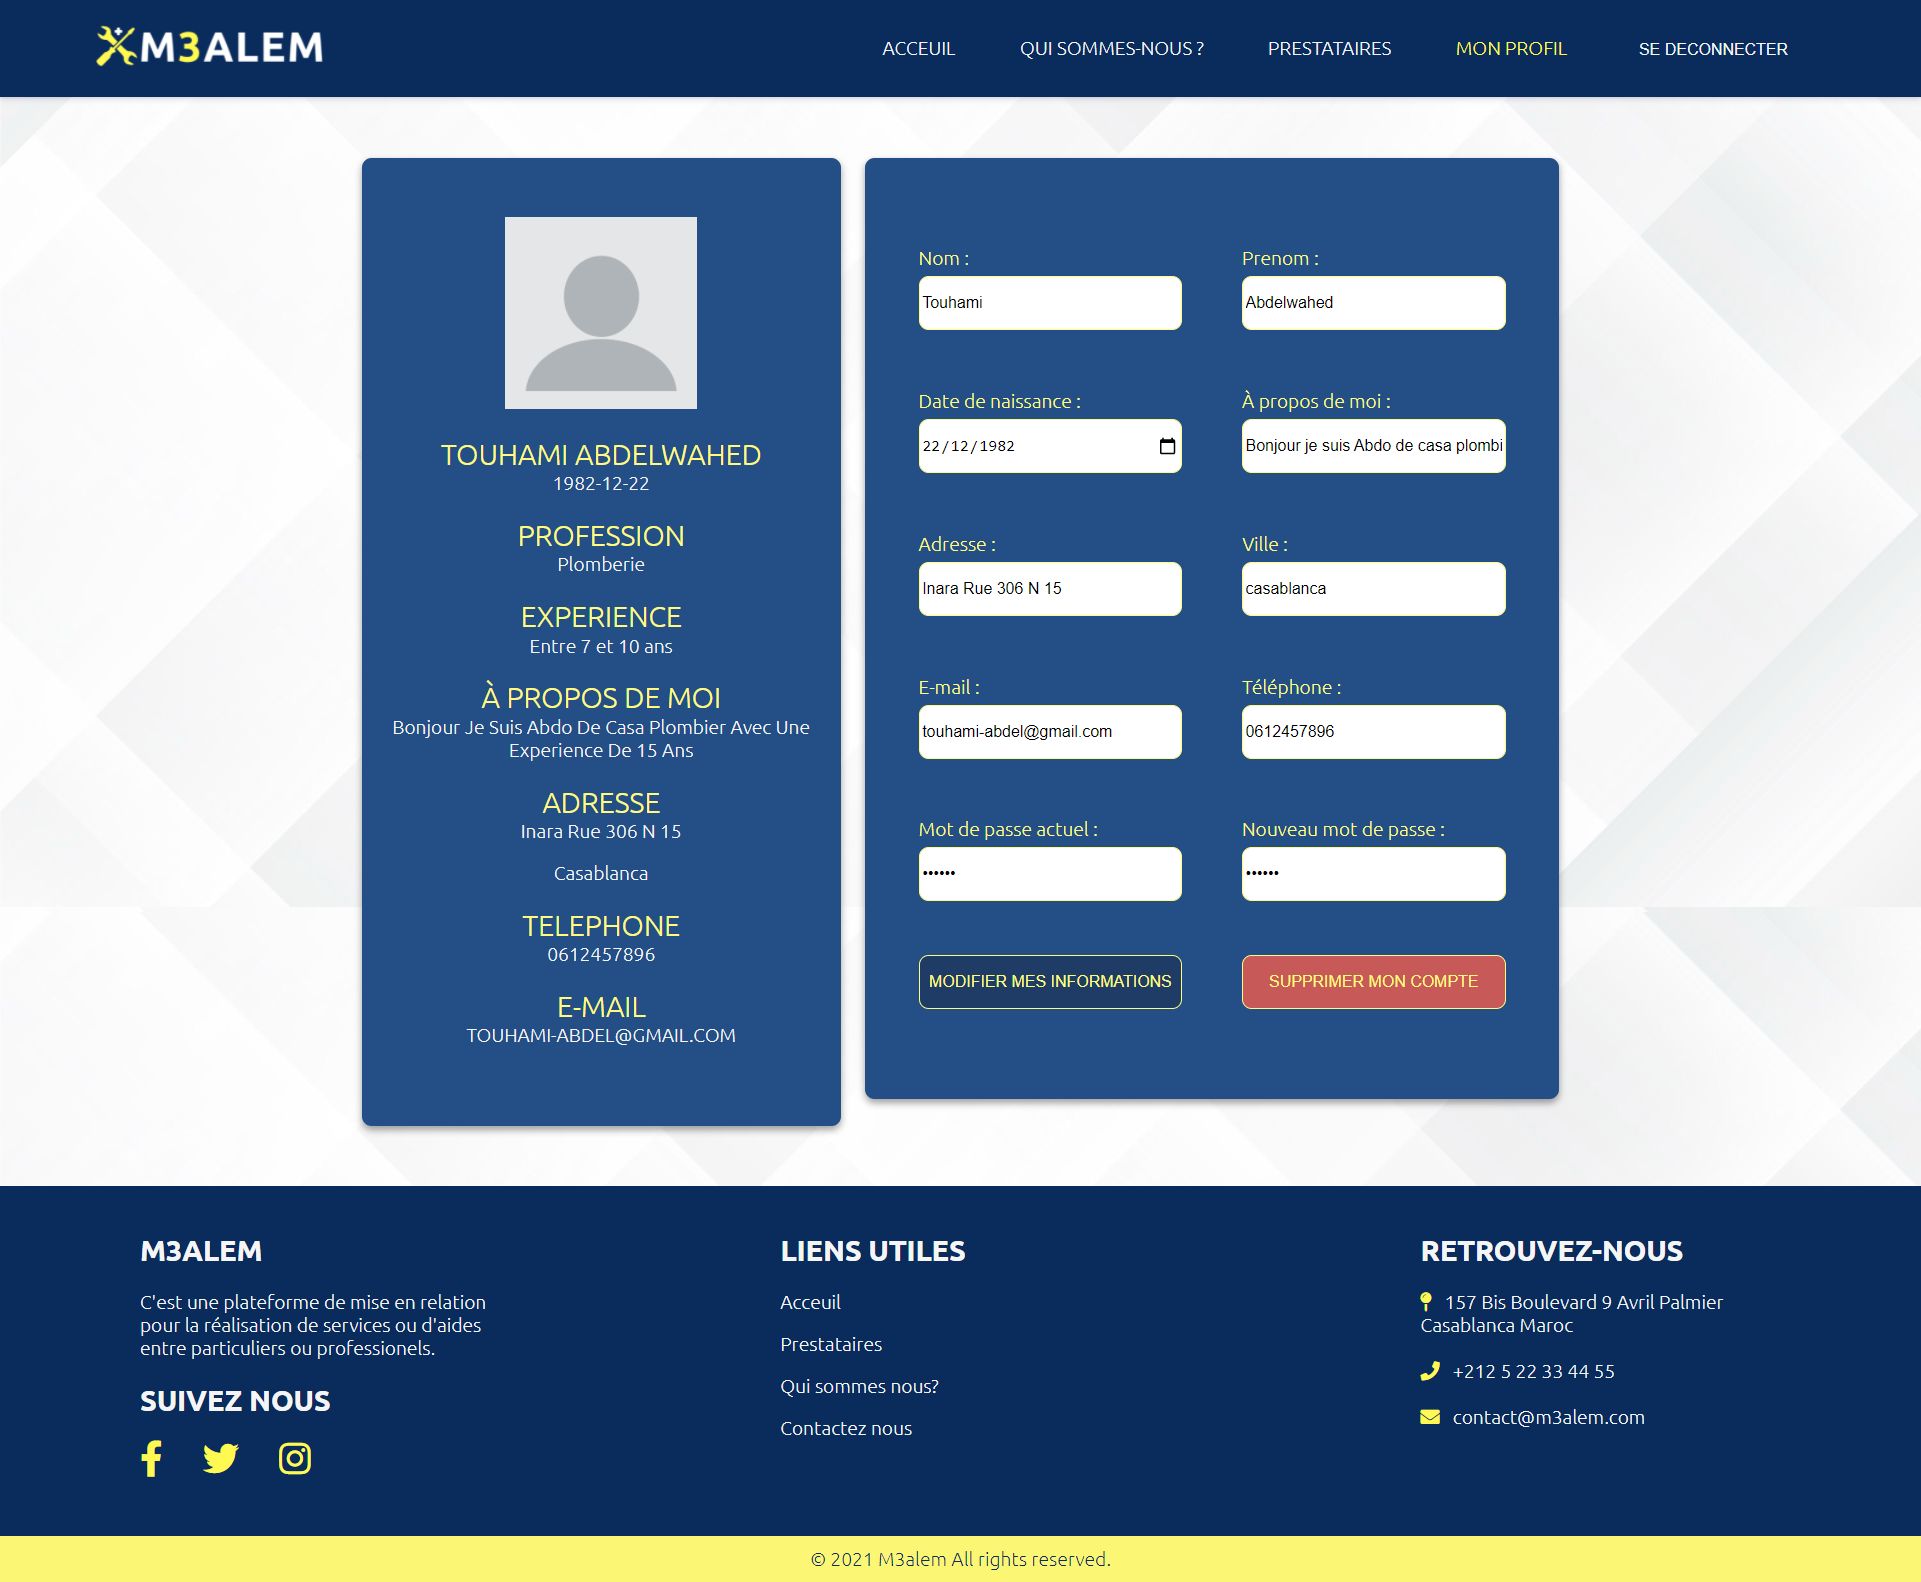 M3ALEM
ACCEUIL
QUI SOMMES-NOUS ?
PRESTATAIRES
MON PROFIL
SE DECONNECTER
TOUHAMI ABDELWAHED
1982-12-22
PROFESSION
Plomberie
EXPERIENCE
Entre 7 et 10 ans
À PROPOS DE MOI
Bonjour Je Suis Abdo De Casa Plombier Avec Une
Experience De 15 Ans
ADRESSE
Inara Rue 306 N 15
Casablanca
TELEPHONE
0612457896
E-MAIL
TOUHAMI-ABDEL@GMAIL.COM
Nom :
Touhami
Prenom :
Abdelwahed
Date de naissance :
22/12/1982
À propos de moi :
Bonjour je suis Abdo de casa plombi
Adresse :
Inara Rue 306 N 15
Ville :
casablanca
E-mail :
touhami-abdel@gmail.com
Téléphone :
0612457896
Mot de passe actuel :
••••••
Nouveau mot de passe :
••••••
MODIFIER MES INFORMATIONS
SUPPRIMER MON COMPTE
M3ALEM
C'est une plateforme de mise en relation
pour la réalisation de services ou d'aides
entre particuliers ou professionels.
SUIVEZ NOUS
LIENS UTILES
Acceuil
Prestataires
Qui sommes nous?
Contactez nous
RETROUVEZ-NOUS
157 Bis Boulevard 9 Avril Palmier
Casablanca Maroc
+212 5 22 33 44 55
contact@m3alem.com
© 2021 M3alem All rights reserved.